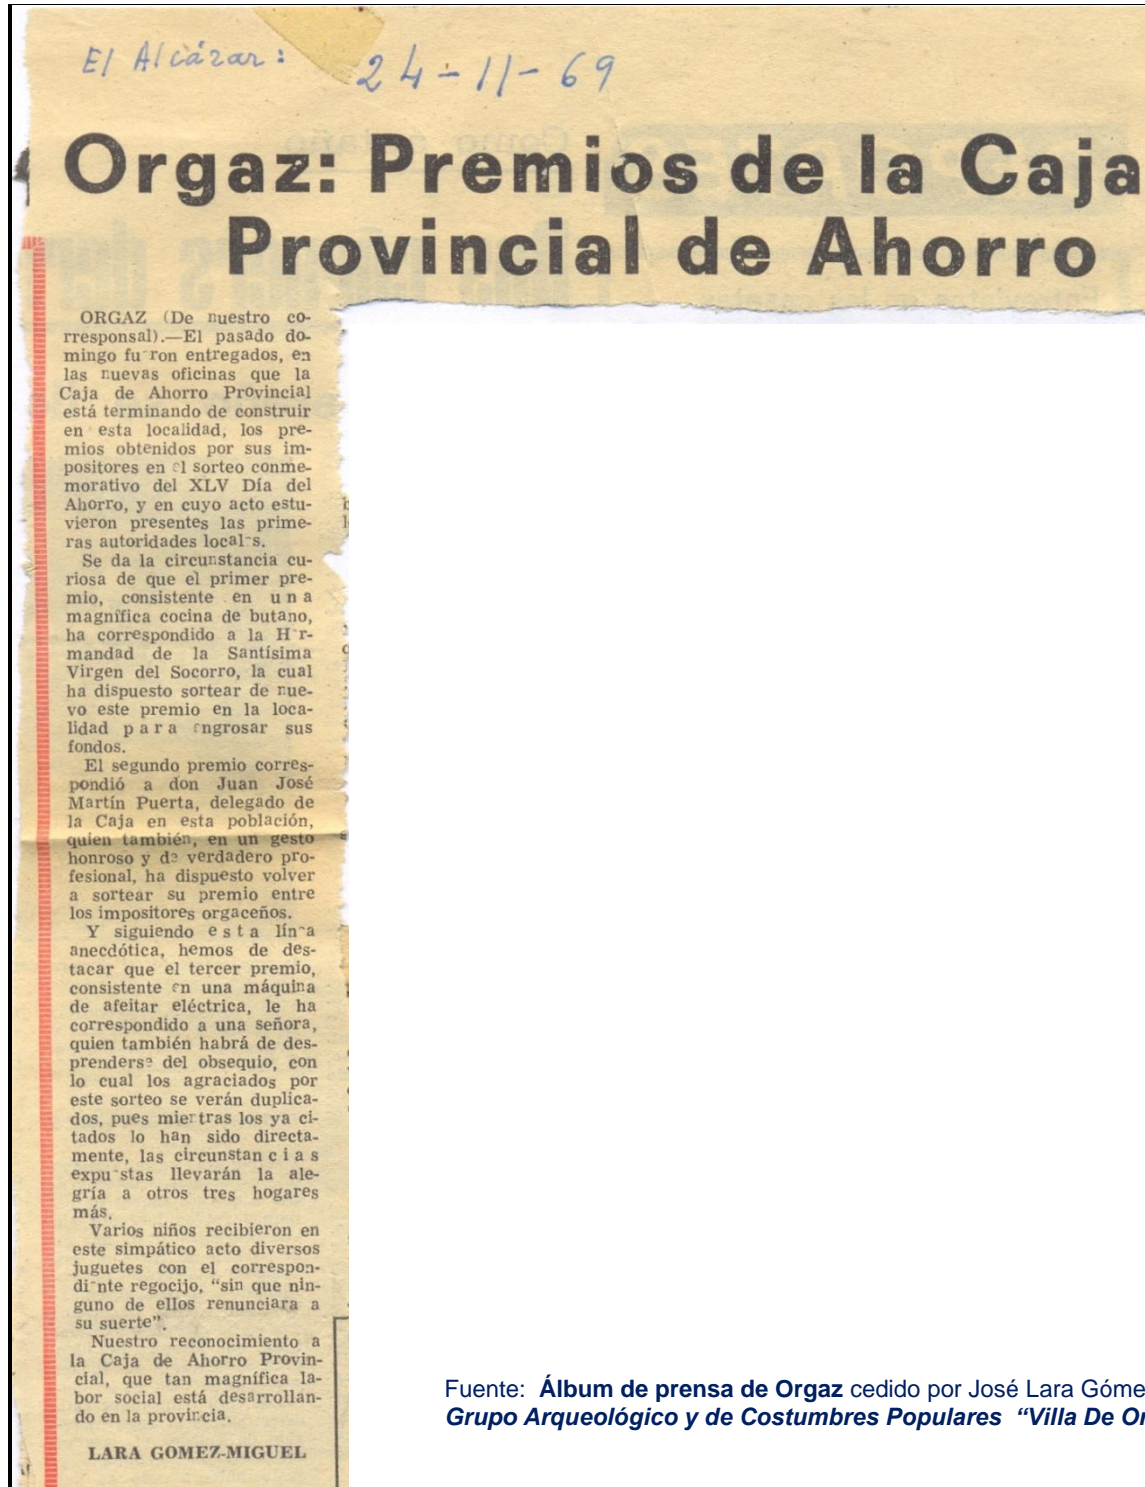 El Alcázar: 24-11-69
Orgaz: Premios de la Caja
Provincial de Ahorro
ORGAZ (De nuestro co-
rresponsal).—El pasado do-
mingo fueron entregados, en
las nuevas oficinas que la
Caja de Ahorro Provincial
está terminando de construir
en esta localidad, los pre-
mios obtenidos por sus im-
positores en el sorteo conme-
morativo del XLV Día del
Ahorro, y en cuyo acto estu-
vieron presentes las prime-
ras autoridades locales.
Se da la circunstancia cu-
riosa de que el primer pre-
mio, consistente en una
magnífica cocina de butano,
ha correspondido a la Her-
mandad de la Santísima
Virgen del Socorro, la cual
ha dispuesto sortear de nue-
vo este premio en la loca-
lidad para engrosar sus
fondos.
El segundo premio corres-
pondió a don Juan José
Martín Puerta, delegado de
la Caja en esta población,
quien también, en un gesto
honroso y de verdadero pro-
fesional, ha dispuesto volver
a sortear su premio entre
los impositores orgaceños.
Y siguiendo esta línea
anecdótica, hemos de des-
tacar que el tercer premio,
consistente en una máquina
de afeitar eléctrica, le ha
correspondido a una señora,
quien también habrá de des-
prenderse del obsequio, con
lo cual los agraciados por
este sorteo se verán duplica-
dos, pues mientras los ya ci-
tados lo han sido directa-
mente, las circunstancias
expuestas llevarán la ale-
gría a otros tres hogares
más.
Varios niños recibieron en
este simpático acto diversos
juguetes con el correspon-
diente regocijo, “sin que nin-
guno de ellos renunciara a
su suerte”.
Nuestro reconocimiento a
la Caja de Ahorro Provin-
cial, que tan magnífica la-
bor social está desarrollan-
do en la provincia.
LARA GOMEZ-MIGUEL
Fuente: Álbum de prensa de Orgaz cedido por José Lara Góme
Grupo Arqueológico y de Costumbres Populares “Villa De Or